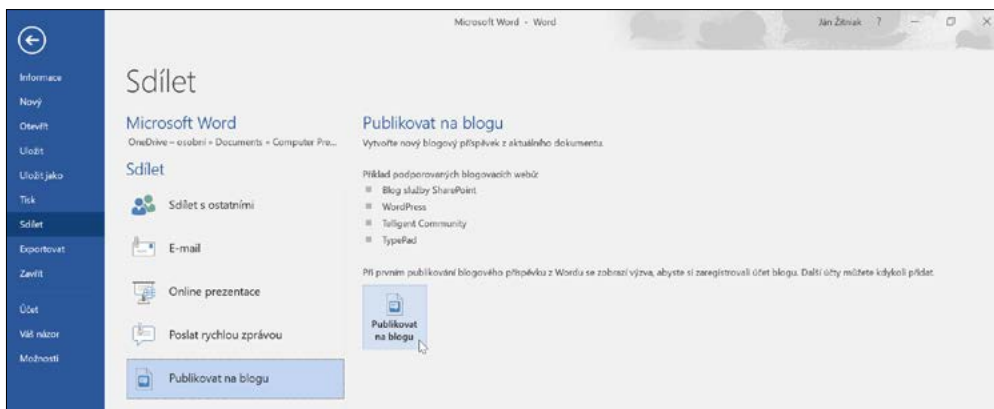 Microsoft Word - Word
Ján Žitniak ?
Informace
Nový
Otevřít
Uložit
Uložit jako
Tisk
Sdílet
Exportovat
Zavřít
Účet
Váš názor
Možnosti
Sdílet
Microsoft Word
OneDrive – osobní » Documents » Computer Pre...
Sdílet
Sdílet s ostatními
E-mail
Online prezentace
Poslat rychlou zprávou
Publikovat na blogu
Publikovat na blogu
Vytvořte nový blogový příspěvek z aktuálního dokumentu.
Příklad podporovaných blogovacích webů:
Blog služby SharePoint
WordPress
Telligent Community
TypePad
Při prvním publikování blogového příspěvku z Wordu se zobrazí výzva, abyste si zaregistrovali účet blogu. Další účty můžete kdykoli přidat.
Publikovat
na blogu